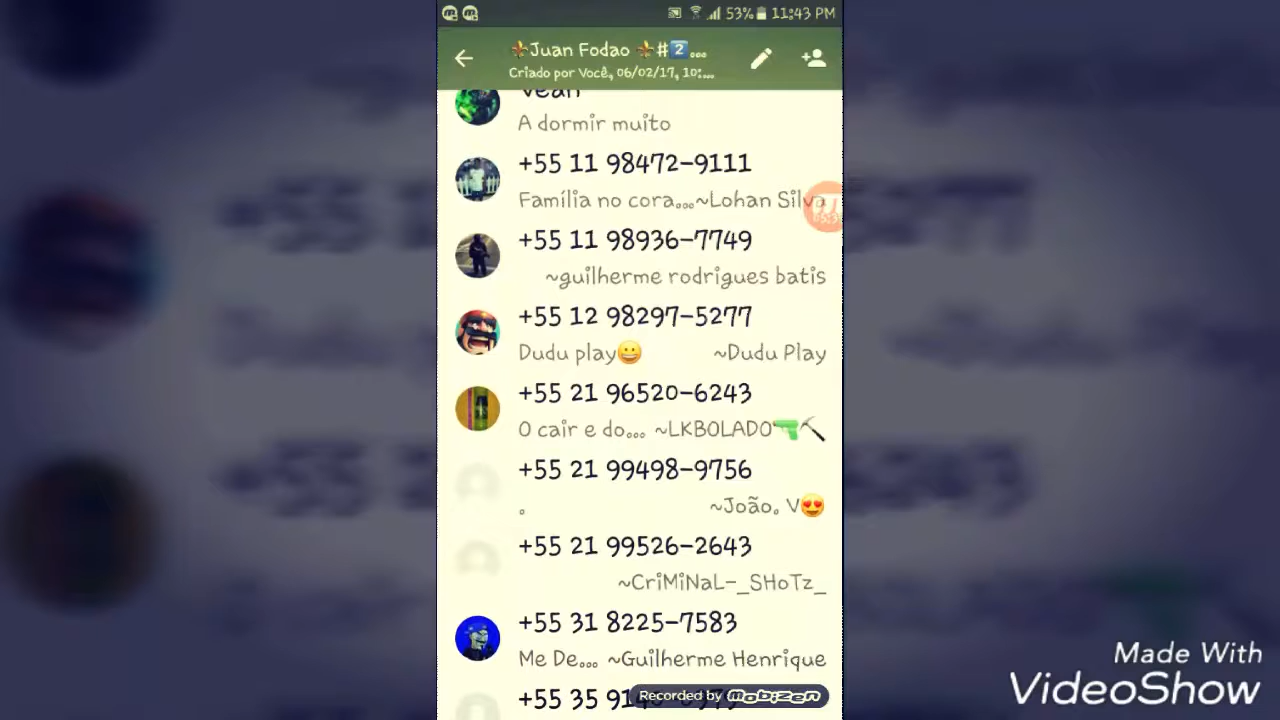 53% 11:43 PM
⚜Juan Fodao ⚜#2️⃣...
Criado por Você, 06/02/17, 10:...
Vean
A dormir muito
+55 11 98472-9111
Família no cora... ~Lohan Silva
+55 11 98936-7749
~guilherme rodrigues batis
+55 12 98297-5277
Dudu play😀 ~Dudu Play
+55 21 96520-6243
O cair e do... ~LKBOLADO🔫⛏
+55 21 99498-9756
. ~João. V😍
+55 21 99526-2643
~CriMiNaL-_SHoTz_
+55 31 8225-7583
Me De... ~Guilherme Henrique
+55 35
Recorded by mobizen
Made With
VideoShow